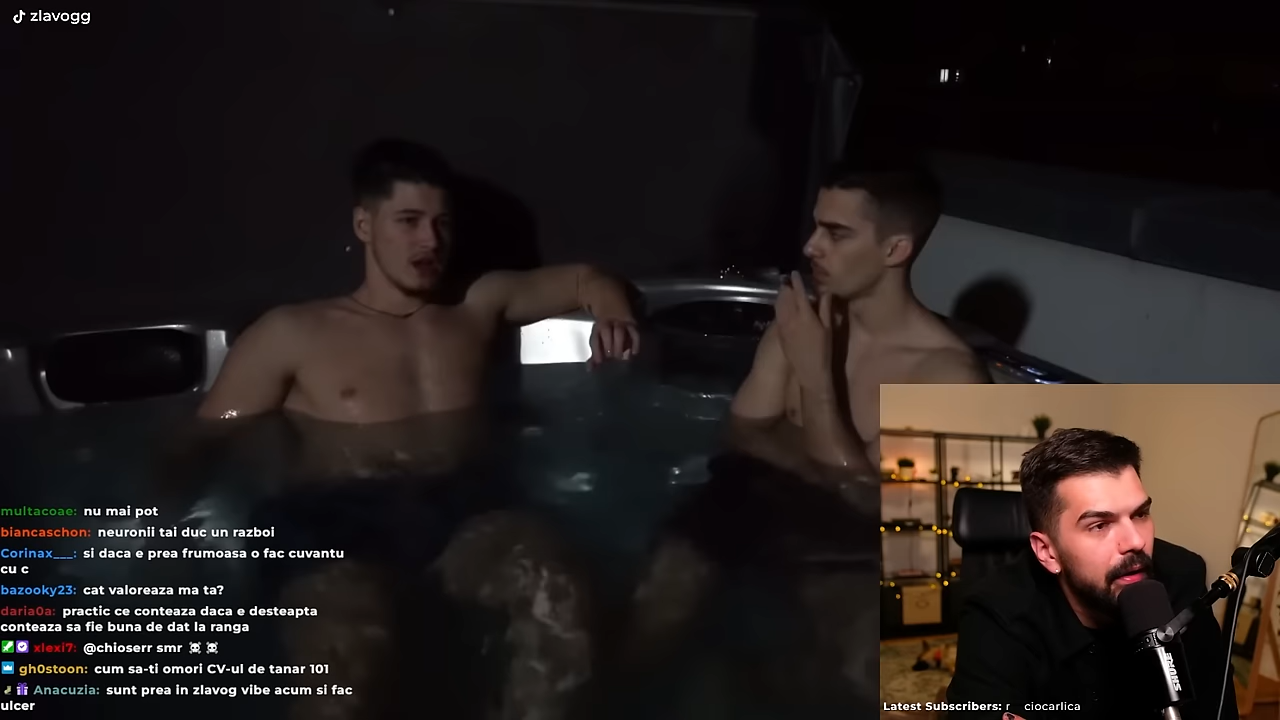 zlavogg
multacoae: nu mai pot
biancaschon: neuronii tai duc un razboi
Corinax___: si daca e prea frumoasa o fac cuvantu
cu c
bazooky23: cat valoreaza ma ta?
daria0a: practic ce conteaza daca e desteapta
conteaza sa fie buna de dat la ranga
xlexi7: @chioserr smr ☠️ ☠️
gh0stoon: cum sa-ti omori CV-ul de tanar 101
Anacuzia: sunt prea in zlavog vibe acum si fac
ulcer
SHURE
Latest Subscribers: r ciocarlica